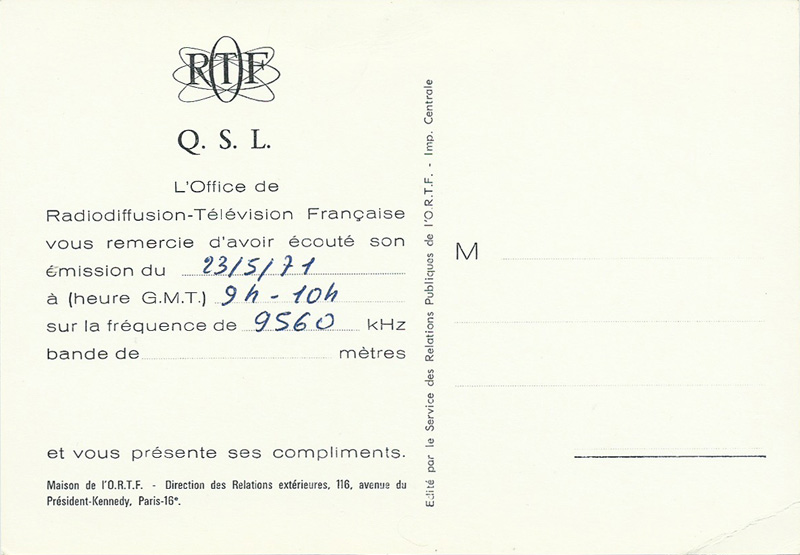 RTF
Q. S. L.
L'Office de
Radiodiffusion-Télévision Française
vous remercie d'avoir écouté son
émission du 23/5/71
à (heure G.M.T.) 9h - 10h
sur la fréquence de 9560 kHz
bande de mètres
et vous présente ses compliments.
Maison de l'O.R.T.F. - Direction des Relations extérieures, 116, avenue du
Président-Kennedy, Paris-16e.
Edité par le Service des Relations Publiques de l'O.R.T.F. - Imp. Centrale
M